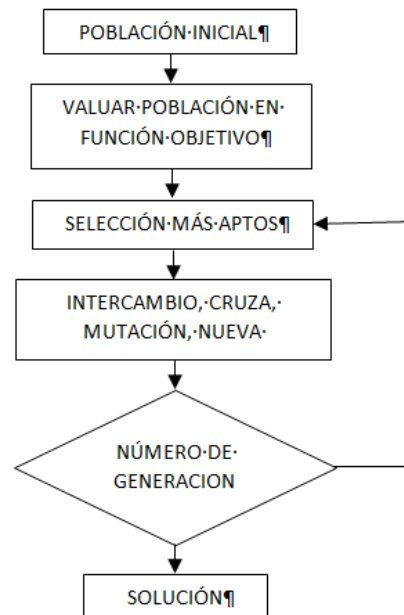 POBLACIÓN·INICIAL¶
VALUAR·POBLACIÓN·EN·
FUNCIÓN·OBJETIVO¶
SELECCIÓN·MÁS·APTOS¶
INTERCAMBIO,·CRUZA,·
MUTACIÓN,·NUEVA·
NÚMERO·DE·
GENERACION
SOLUCIÓN¶